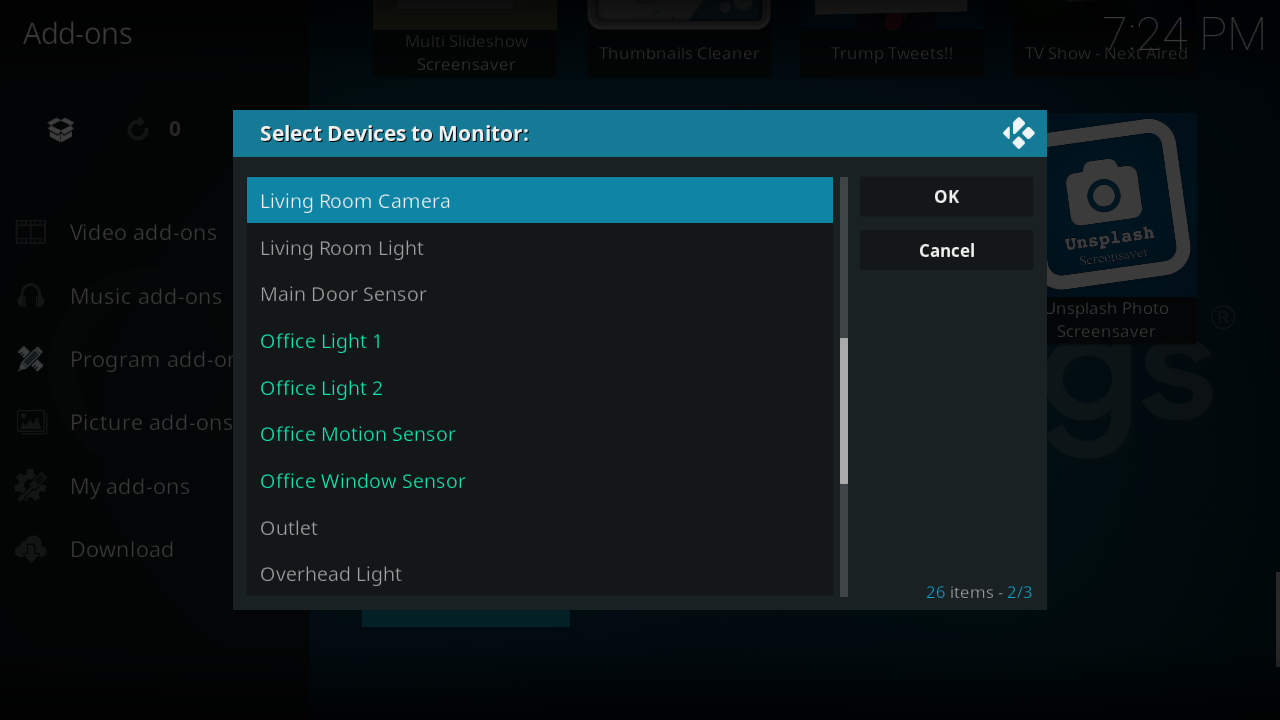 Add-ons
7:24 PM
Multi Slideshow
Screensaver
Thumbnails Cleaner
Trump Tweets!!
TV Show - Next Aired
0
Select Devices to Monitor:
Living Room Camera
Living Room Light
Main Door Sensor
Office Light 1
Office Light 2
Office Motion Sensor
Office Window Sensor
Outlet
Overhead Light
OK
Cancel
26 items - 2/3
Video add-ons
Music add-ons
Program add-on
Picture add-ons
My add-ons
Download
Unsplash
Screensaver
Unsplash Photo
Screensaver
®
gs